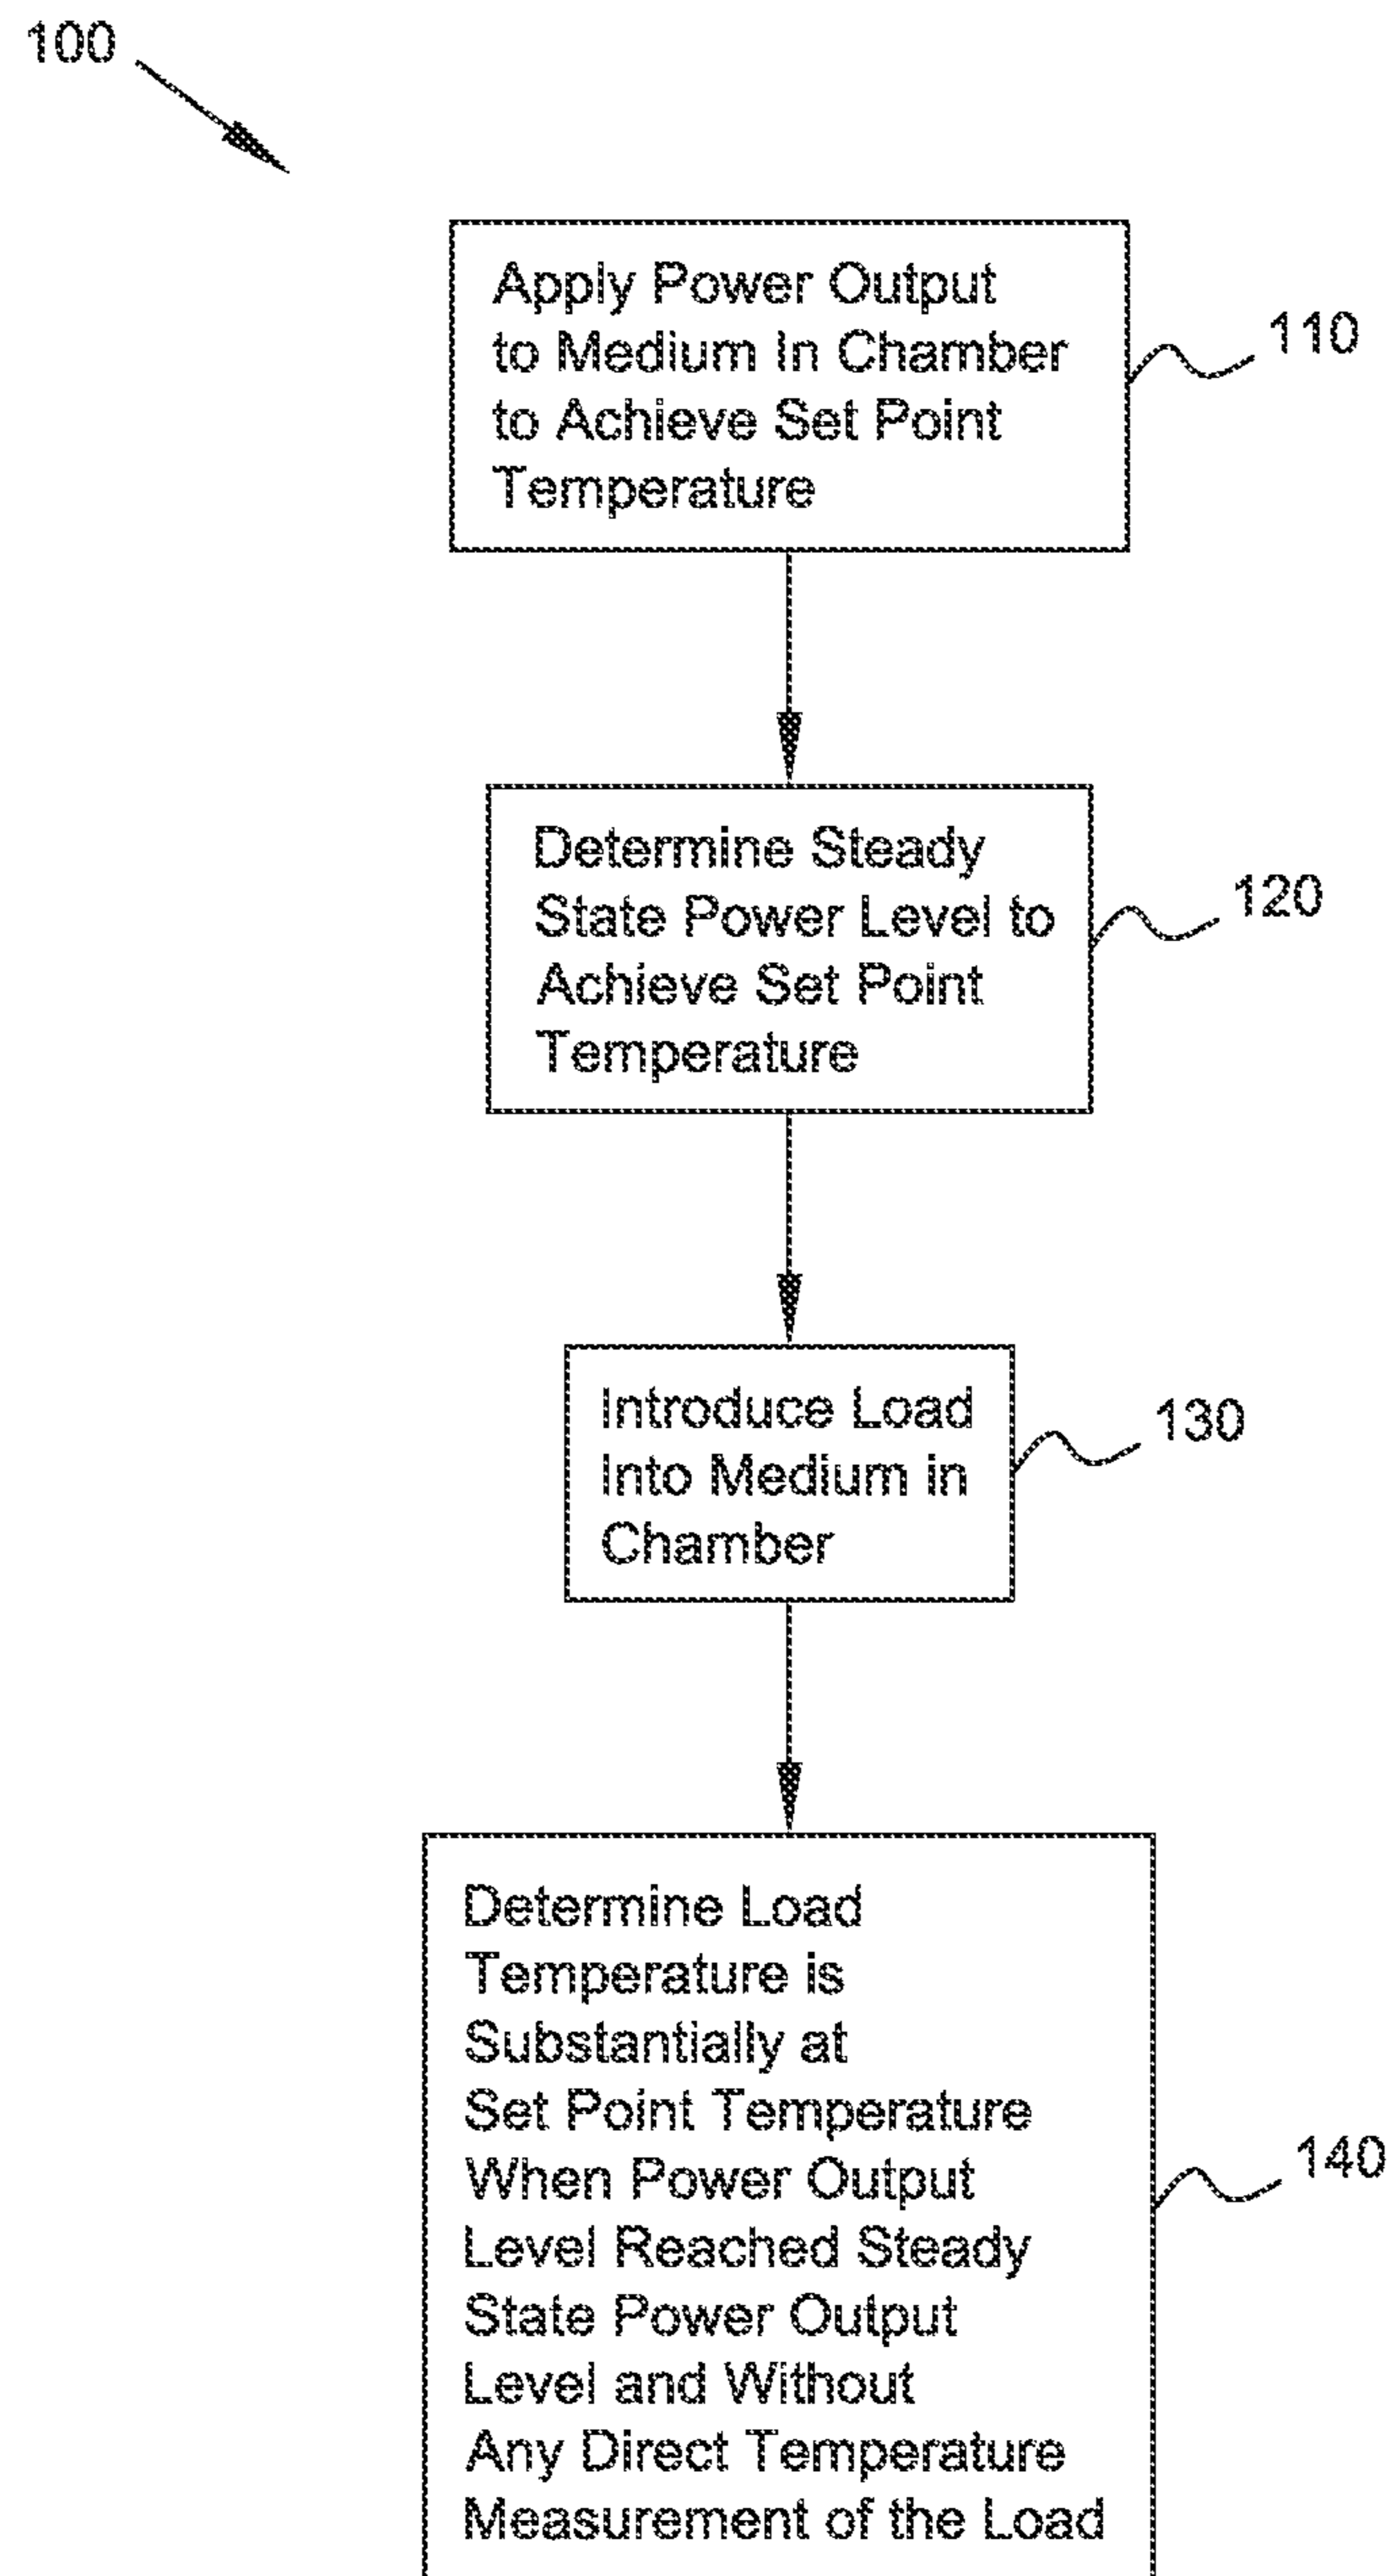 100
Apply Power Output
to Medium In Chamber
to Achieve Set Point
Temperature
110
Determine Steady
State Power Level to
Achieve Set Point
Temperature
120
Introduce Load
Into Medium in
Chamber
130
Determine Load
Temperature is
Substantially at
Set Point Temperature
When Power Output
Level Reached Steady
State Power Output
Level and Without
Any Direct Temperature
Measurement of the Load
140